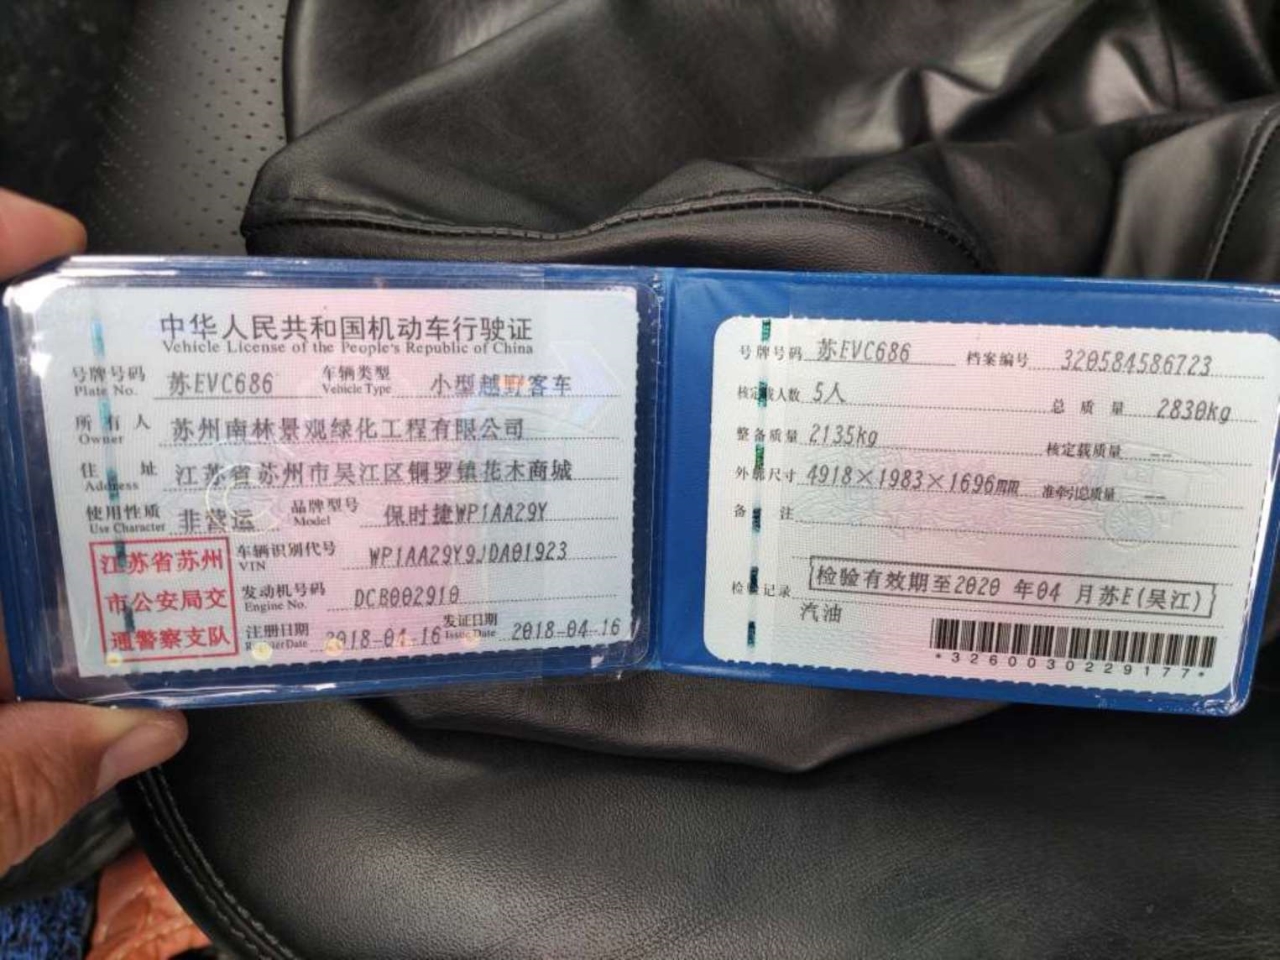 中华人民共和国机动车行驶证
Vehicle License of the People's Republic of China
号牌号码 Plate No. 苏EVC686 车辆类型 Vehicle Type 小型越野客车
所有人 Owner 苏州南林景观绿化工程有限公司
住址 Address 江苏省苏州市吴江区铜罗镇花木商城
使用性质 Use Character 非营运 品牌型号 Model 保时捷WP1AA29Y
江苏省苏州
市公安局交
通警察支队
车辆识别代号 VIN WP1AA29Y9JDA01923
发动机号码 Engine No. DCB002910
注册日期 Register Date 2018-04-16 发证日期 Issue Date 2018-04-16
号牌号码 苏EVC686 档案编号 320584586723
核定载人数 5人 总质量 2830kg
整备质量 2135kg 核定载质量 --
外廓尺寸 4918×1983×1696mm 准牵引总质量 --
备注
检验记录 检验有效期至2020 年04 月苏E(吴江)
汽油
*3260030229177*